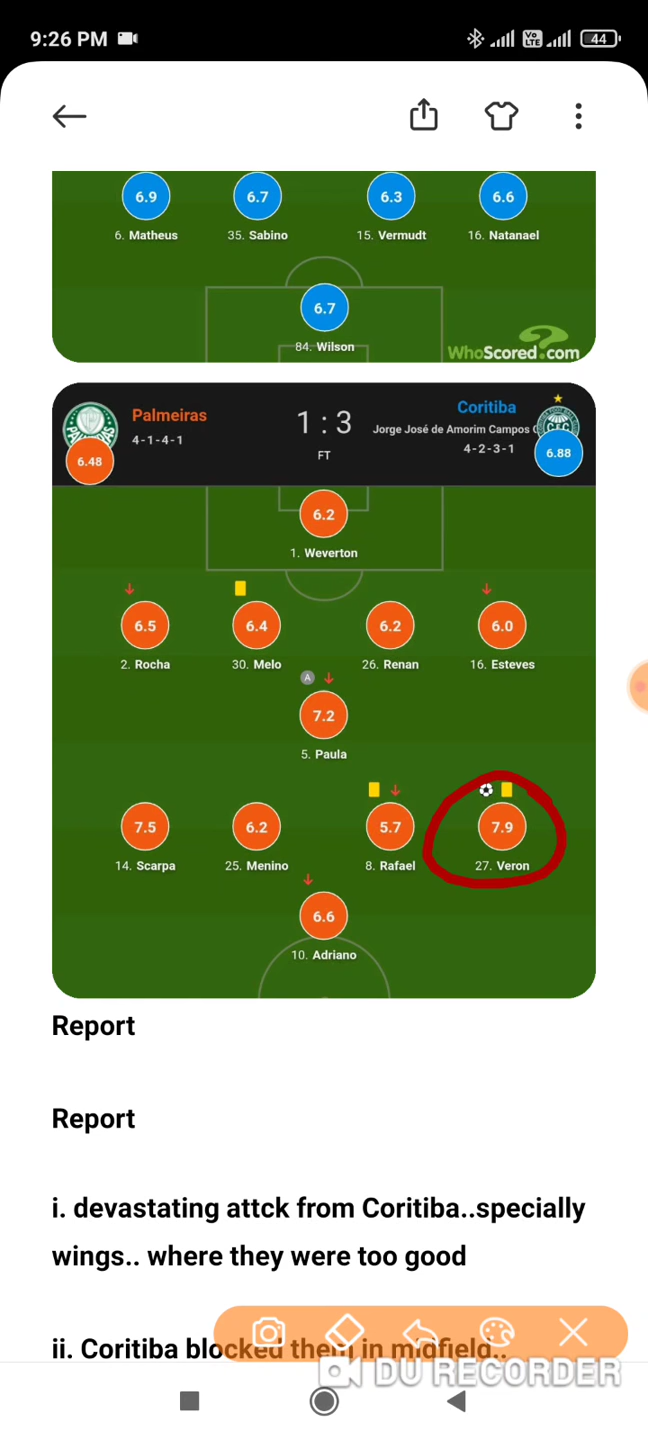 9:26 PM
Vo LTE
44
6.9 6.7 6.3 6.6
6. Matheus 35. Sabino 15. Vermudt 16. Natanael
6.7
84. Wilson
WhoScored.com
Palmeiras 1 : 3 Coritiba
4-1-4-1 Jorge José de Amorim Campos
6.48 FT 4-2-3-1 6.88
6.2
1. Weverton
6.5 6.4 6.2 6.0
2. Rocha 30. Melo 26. Renan 16. Esteves
A
7.2
5. Paula
7.5 6.2 5.7 7.9
14. Scarpa 25. Menino 8. Rafael 27. Veron
6.6
10. Adriano
Report
Report
i. devastating attck from Coritiba..specially
wings.. where they were too good
ii. Coritiba blocked them in midfield..
DU RECORDER